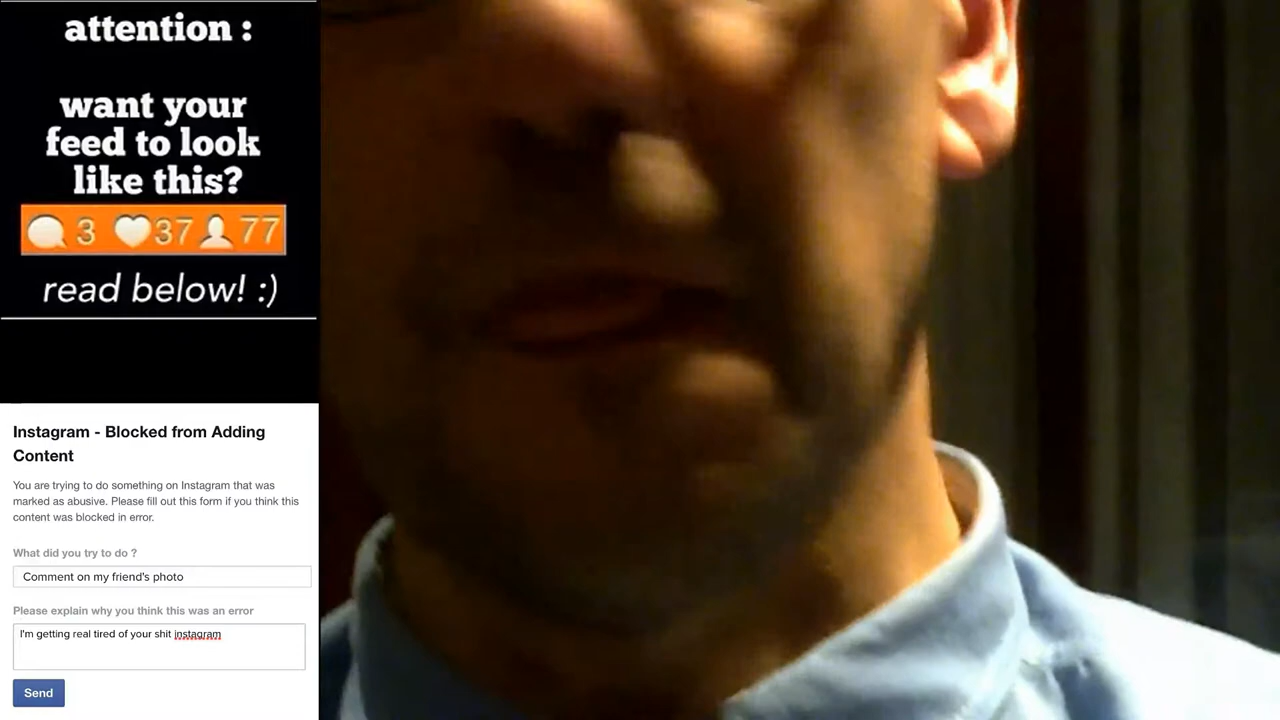 attention :
want your
feed to look
like this?
3 37 77
read below! :)
Instagram - Blocked from Adding
Content
You are trying to do something on Instagram that was
marked as abusive. Please fill out this form if you think this
content was blocked in error.
What did you try to do ?
Comment on my friend's photo
Please explain why you think this was an error
I'm getting real tired of your shit instagram
Send